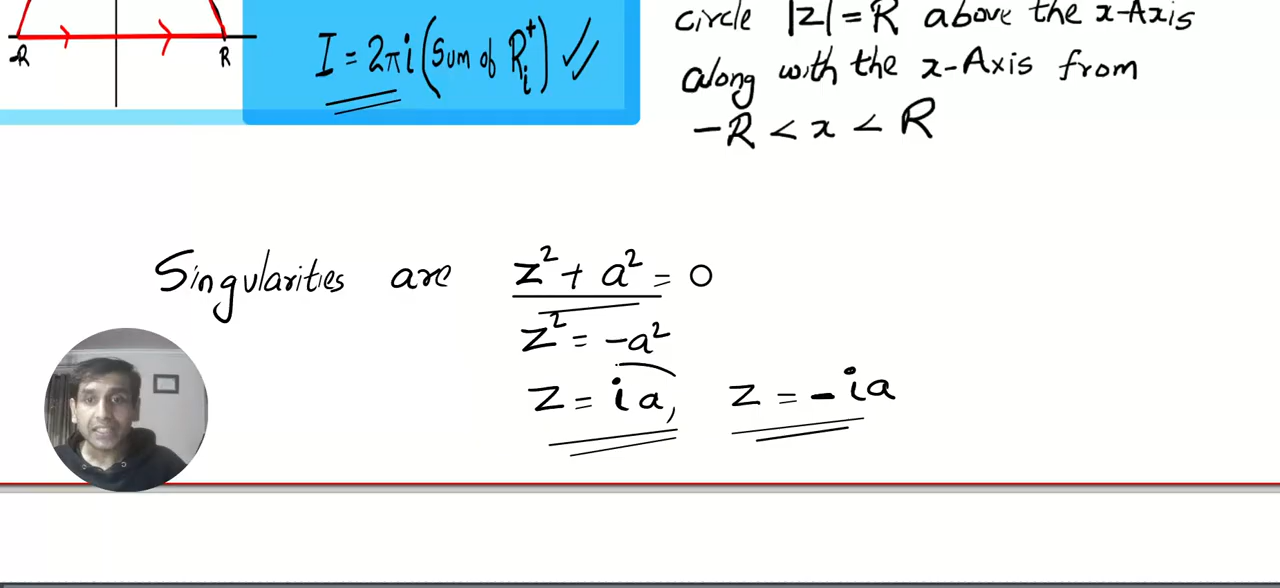 -R R
I = 2πi (Sum of R_i^+)
circle |z| = R above the x-Axis
along with the x-Axis from
-R < x < R
Singularities are z² + a² = 0
z² = -a²
z = ia, z = -ia